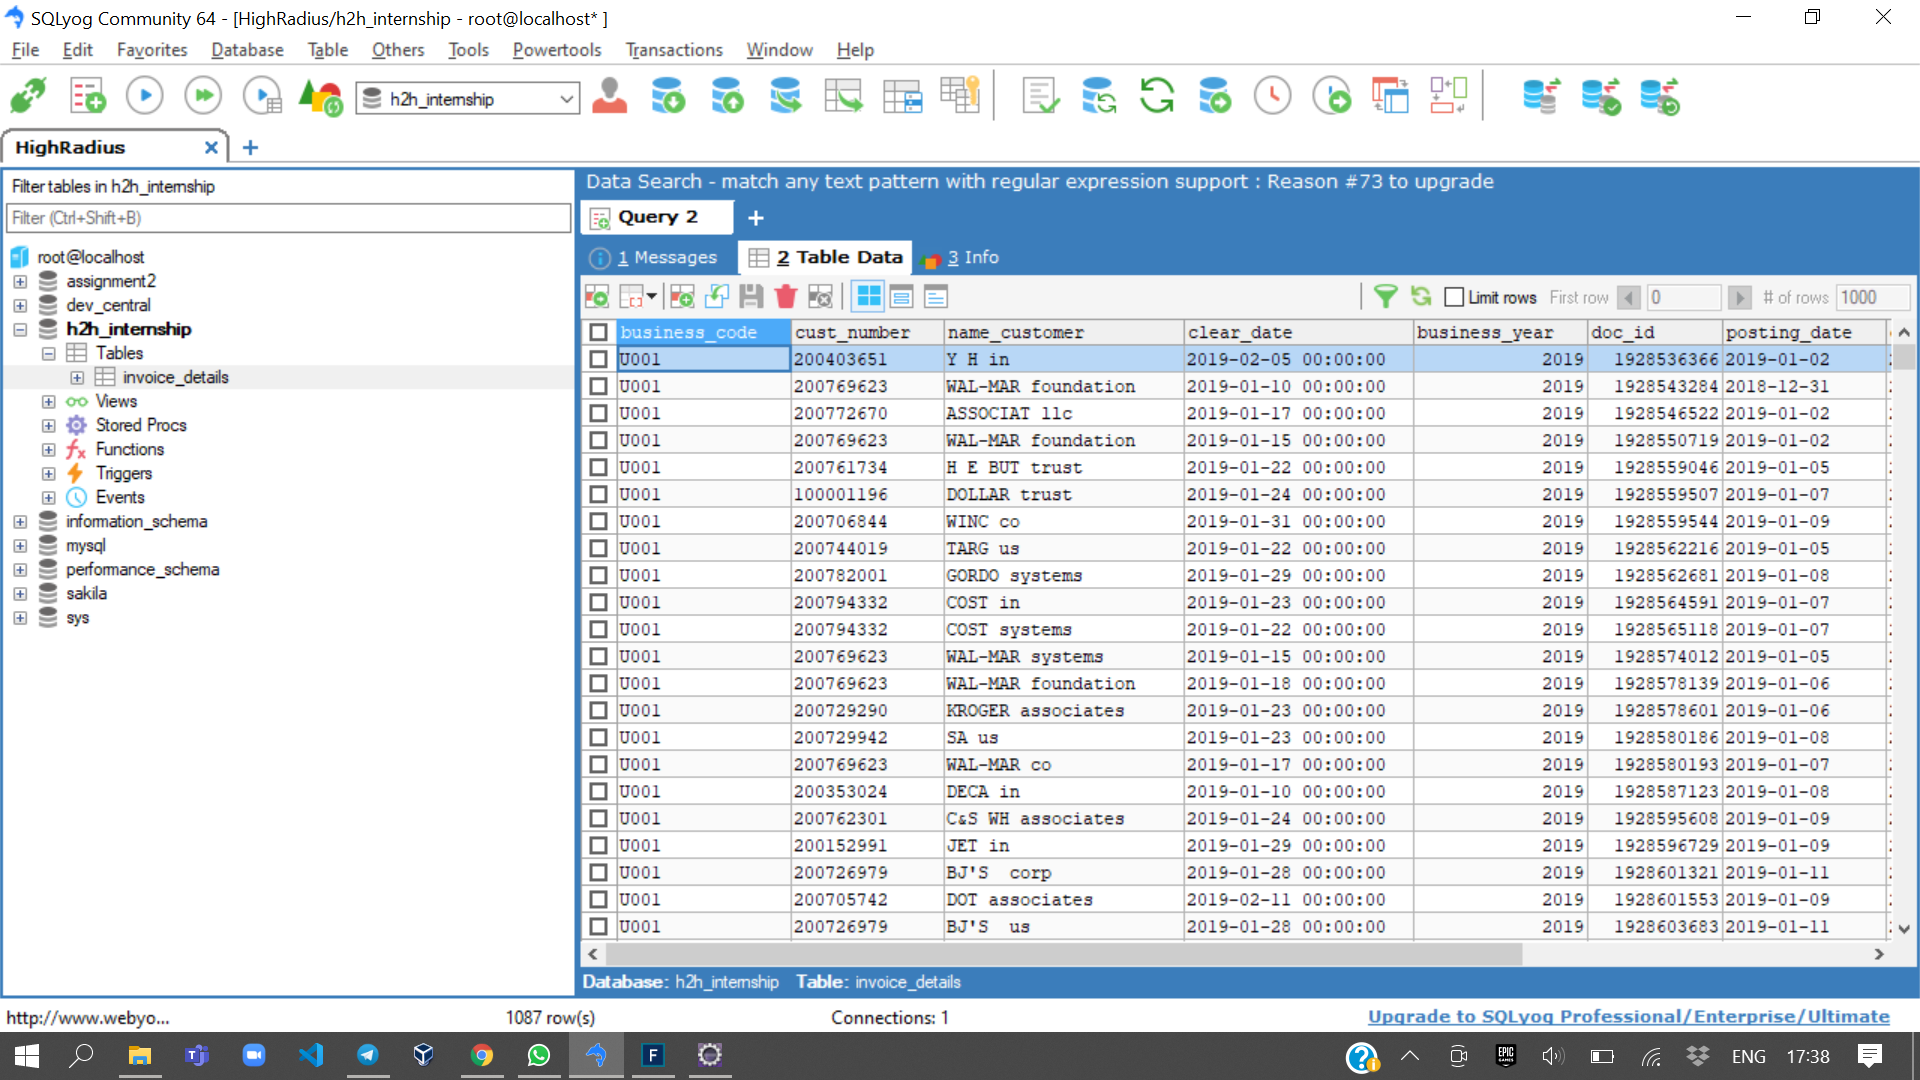 SQLyog Community 64 - [HighRadius/h2h_internship - root@localhost* ]
File Edit Favorites Database Table Others Tools Powertools Transactions Window Help
h2h_internship
HighRadius
Filter tables in h2h_internship
Filter (Ctrl+Shift+B)
root@localhost
assignment2
dev_central
h2h_internship
Tables
invoice_details
Views
Stored Procs
Functions
Triggers
Events
information_schema
mysql
performance_schema
sakila
sys
Data Search - match any text pattern with regular expression support : Reason #73 to upgrade
Query 2
1 Messages 2 Table Data 3 Info
Limit rows First row 0 # of rows 1000
business_code cust_number name_customer clear_date business_year doc_id posting_date
U001 200403651 Y H in 2019-02-05 00:00:00 2019 1928536366 2019-01-02
U001 200769623 WAL-MAR foundation 2019-01-10 00:00:00 2019 1928543284 2018-12-31
U001 200772670 ASSOCIAT llc 2019-01-17 00:00:00 2019 1928546522 2019-01-02
U001 200769623 WAL-MAR foundation 2019-01-15 00:00:00 2019 1928550719 2019-01-02
U001 200761734 H E BUT trust 2019-01-22 00:00:00 2019 1928559046 2019-01-05
U001 100001196 DOLLAR trust 2019-01-24 00:00:00 2019 1928559507 2019-01-07
U001 200706844 WINC co 2019-01-31 00:00:00 2019 1928559544 2019-01-09
U001 200744019 TARG us 2019-01-22 00:00:00 2019 1928562216 2019-01-05
U001 200782001 GORDO systems 2019-01-29 00:00:00 2019 1928562681 2019-01-08
U001 200794332 COST in 2019-01-23 00:00:00 2019 1928564591 2019-01-07
U001 200794332 COST systems 2019-01-22 00:00:00 2019 1928565118 2019-01-07
U001 200769623 WAL-MAR systems 2019-01-15 00:00:00 2019 1928574012 2019-01-05
U001 200769623 WAL-MAR foundation 2019-01-18 00:00:00 2019 1928578139 2019-01-06
U001 200729290 KROGER associates 2019-01-23 00:00:00 2019 1928578601 2019-01-06
U001 200729942 SA us 2019-01-23 00:00:00 2019 1928580186 2019-01-08
U001 200769623 WAL-MAR co 2019-01-17 00:00:00 2019 1928580193 2019-01-07
U001 200353024 DECA in 2019-01-10 00:00:00 2019 1928587123 2019-01-08
U001 200762301 C&S WH associates 2019-01-24 00:00:00 2019 1928595608 2019-01-09
U001 200152991 JET in 2019-01-29 00:00:00 2019 1928596729 2019-01-09
U001 200726979 BJ'S  corp 2019-01-28 00:00:00 2019 1928601321 2019-01-11
U001 200705742 DOT associates 2019-02-11 00:00:00 2019 1928601553 2019-01-09
U001 200726979 BJ'S  us 2019-01-28 00:00:00 2019 1928603683 2019-01-11
Database: h2h_internship Table: invoice_details
http://www.webyo... 1087 row(s) Connections: 1 Upgrade to SQLyog Professional/Enterprise/Ultimate
F EPIC GAMES ENG 17:38